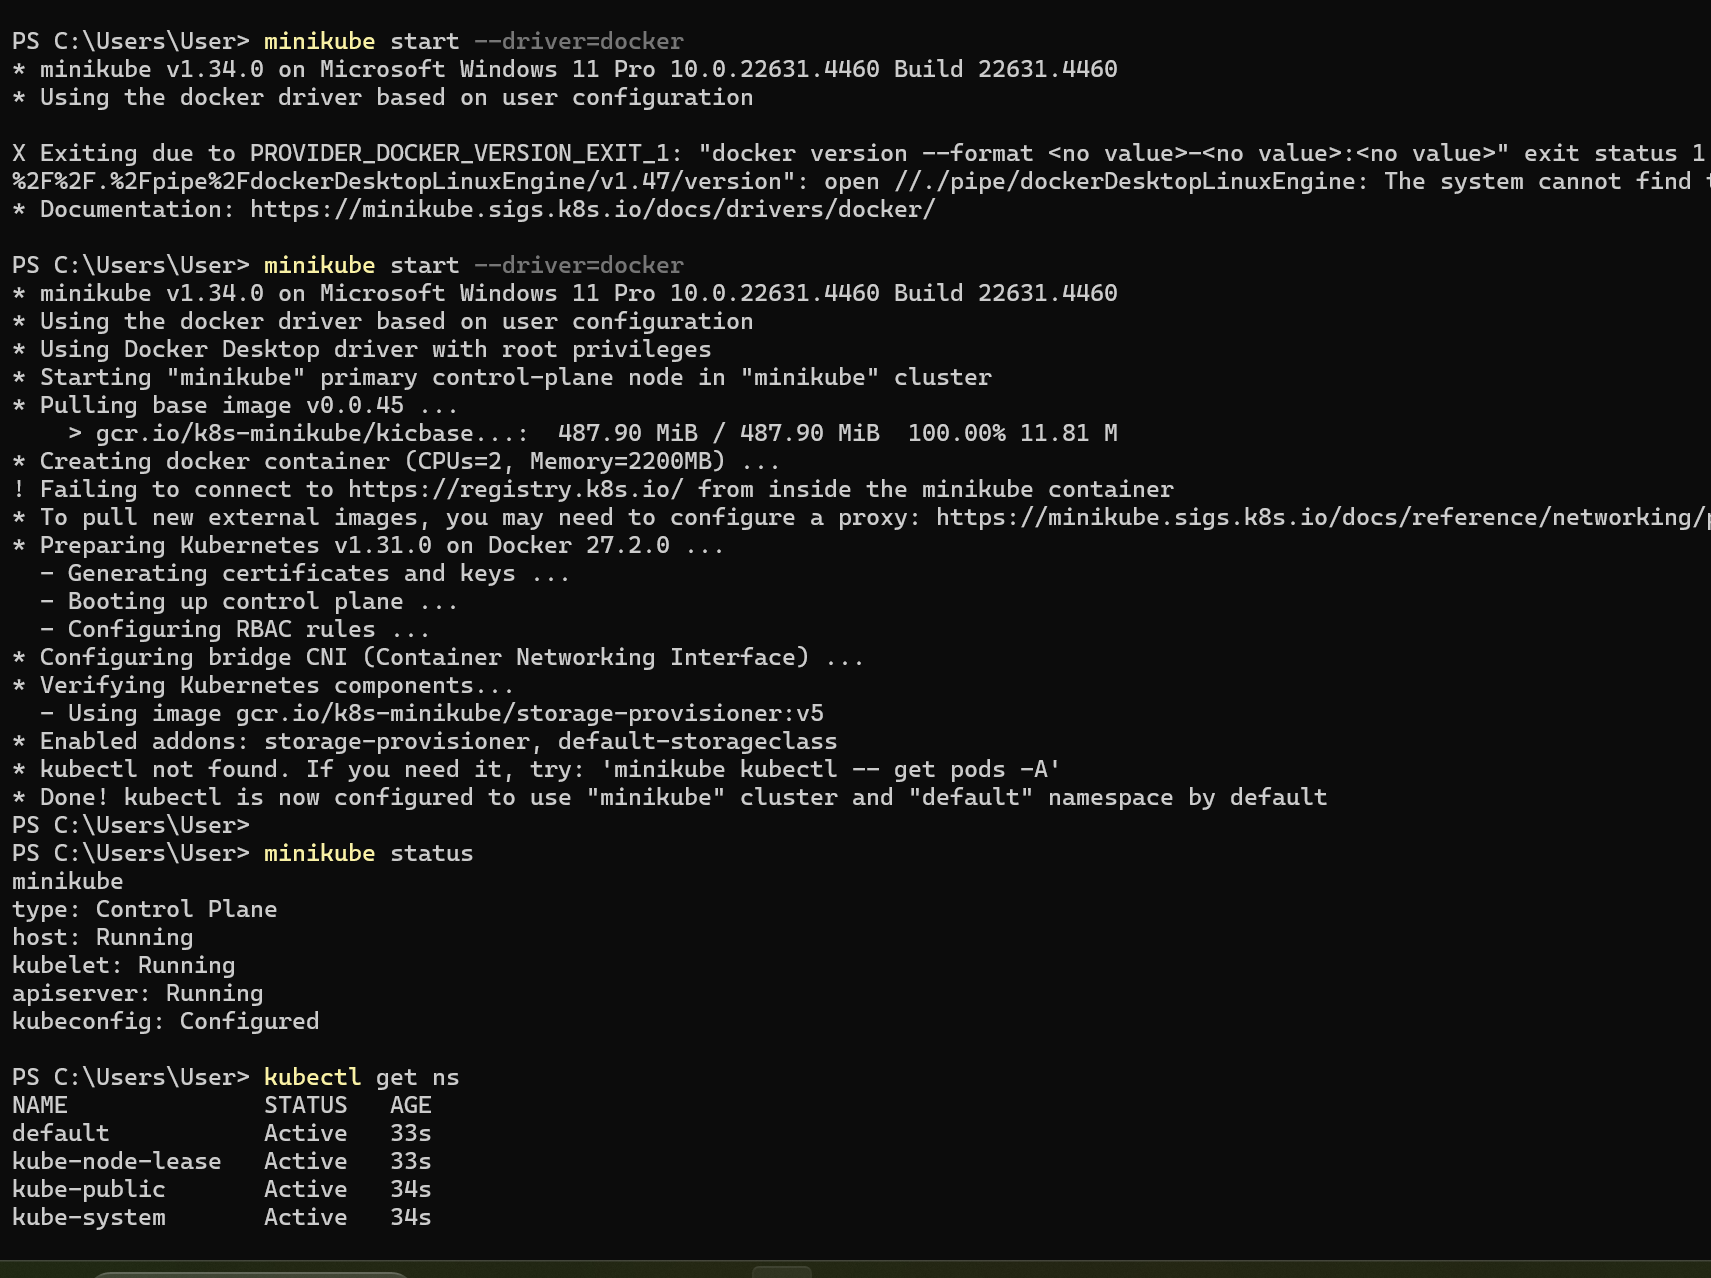 PS C:\Users\User> minikube start --driver=docker
* minikube v1.34.0 on Microsoft Windows 11 Pro 10.0.22631.4460 Build 22631.4460
* Using the docker driver based on user configuration
X Exiting due to PROVIDER_DOCKER_VERSION_EXIT_1: "docker version --format <no value>-<no value>:<no value>" exit status 1
%2F%2F.%2Fpipe%2FdockerDesktopLinuxEngine/v1.47/version": open //./pipe/dockerDesktopLinuxEngine: The system cannot find
* Documentation: https://minikube.sigs.k8s.io/docs/drivers/docker/
PS C:\Users\User> minikube start --driver=docker
* minikube v1.34.0 on Microsoft Windows 11 Pro 10.0.22631.4460 Build 22631.4460
* Using the docker driver based on user configuration
* Using Docker Desktop driver with root privileges
* Starting "minikube" primary control-plane node in "minikube" cluster
* Pulling base image v0.0.45 ...
    > gcr.io/k8s-minikube/kicbase...:  487.90 MiB / 487.90 MiB  100.00% 11.81 M
* Creating docker container (CPUs=2, Memory=2200MB) ...
! Failing to connect to https://registry.k8s.io/ from inside the minikube container
* To pull new external images, you may need to configure a proxy: https://minikube.sigs.k8s.io/docs/reference/networking/
* Preparing Kubernetes v1.31.0 on Docker 27.2.0 ...
  - Generating certificates and keys ...
  - Booting up control plane ...
  - Configuring RBAC rules ...
* Configuring bridge CNI (Container Networking Interface) ...
* Verifying Kubernetes components...
  - Using image gcr.io/k8s-minikube/storage-provisioner:v5
* Enabled addons: storage-provisioner, default-storageclass
* kubectl not found. If you need it, try: 'minikube kubectl -- get pods -A'
* Done! kubectl is now configured to use "minikube" cluster and "default" namespace by default
PS C:\Users\User>
PS C:\Users\User> minikube status
minikube
type: Control Plane
host: Running
kubelet: Running
apiserver: Running
kubeconfig: Configured
PS C:\Users\User> kubectl get ns
NAME              STATUS   AGE
default           Active   33s
kube-node-lease   Active   33s
kube-public       Active   34s
kube-system       Active   34s